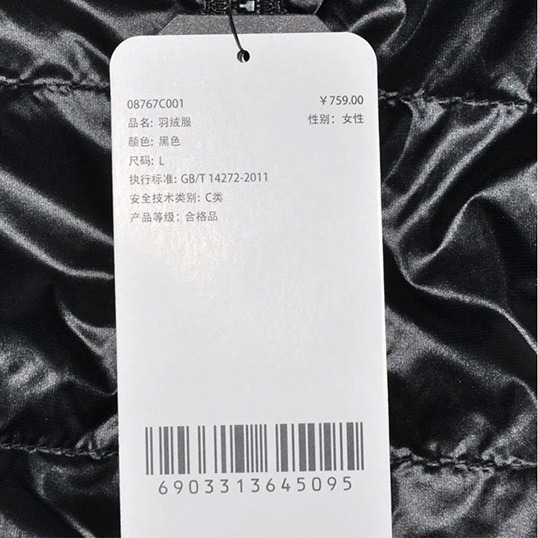 08767C001 ￥759.00
品名: 羽绒服 性别: 女性
颜色: 黑色
尺码: L
执行标准: GB/T 14272-2011
安全技术类别: C类
产品等级: 合格品
6903313645095